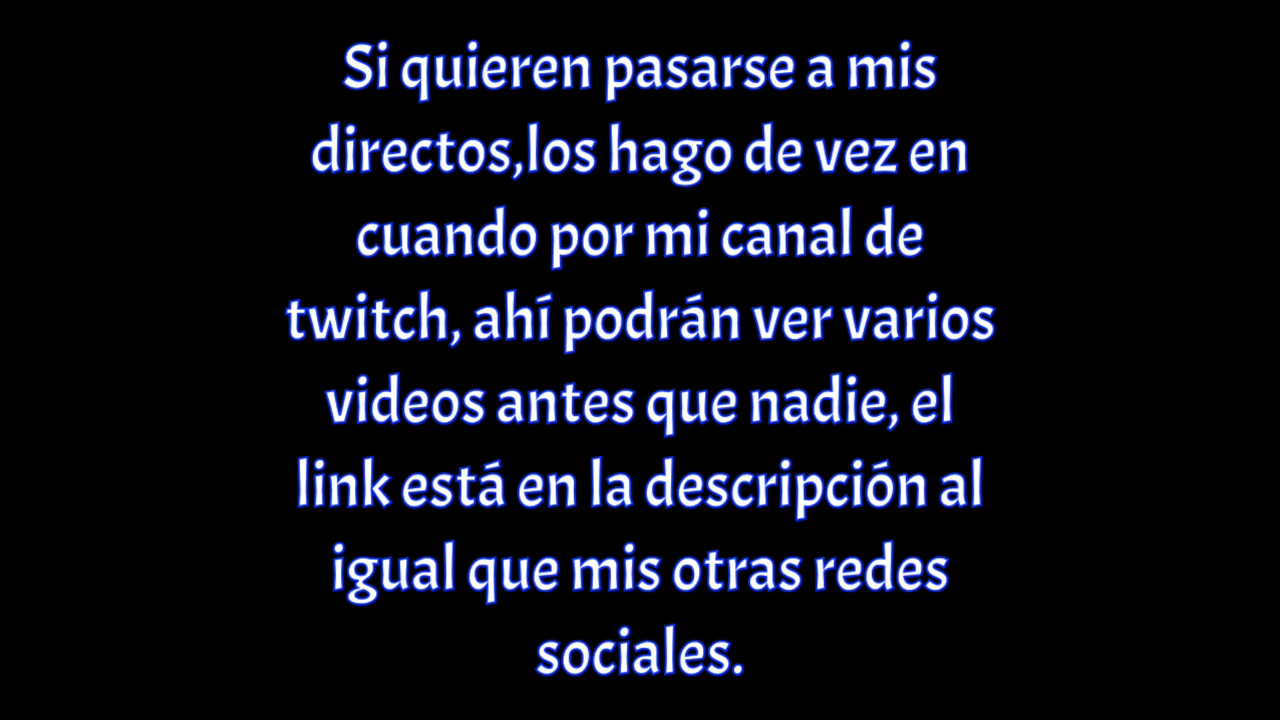 Si quieren pasarse a mis
directos,los hago de vez en
cuando por mi canal de
twitch, ahí podrán ver varios
videos antes que nadie, el
link está en la descripción al
igual que mis otras redes
sociales.